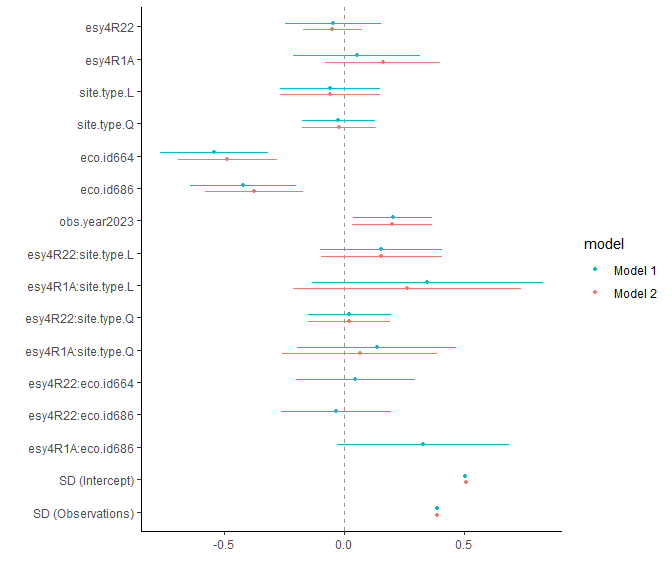 esy4R22
esy4R1A
site.type.L
site.type.Q
eco.id664
eco.id686
obs.year2023
esy4R22:site.type.L
esy4R1A:site.type.L
esy4R22:site.type.Q
esy4R1A:site.type.Q
esy4R22:eco.id664
esy4R22:eco.id686
esy4R1A:eco.id686
SD (Intercept)
SD (Observations)
-0.5 0.0 0.5
model
Model 1
Model 2